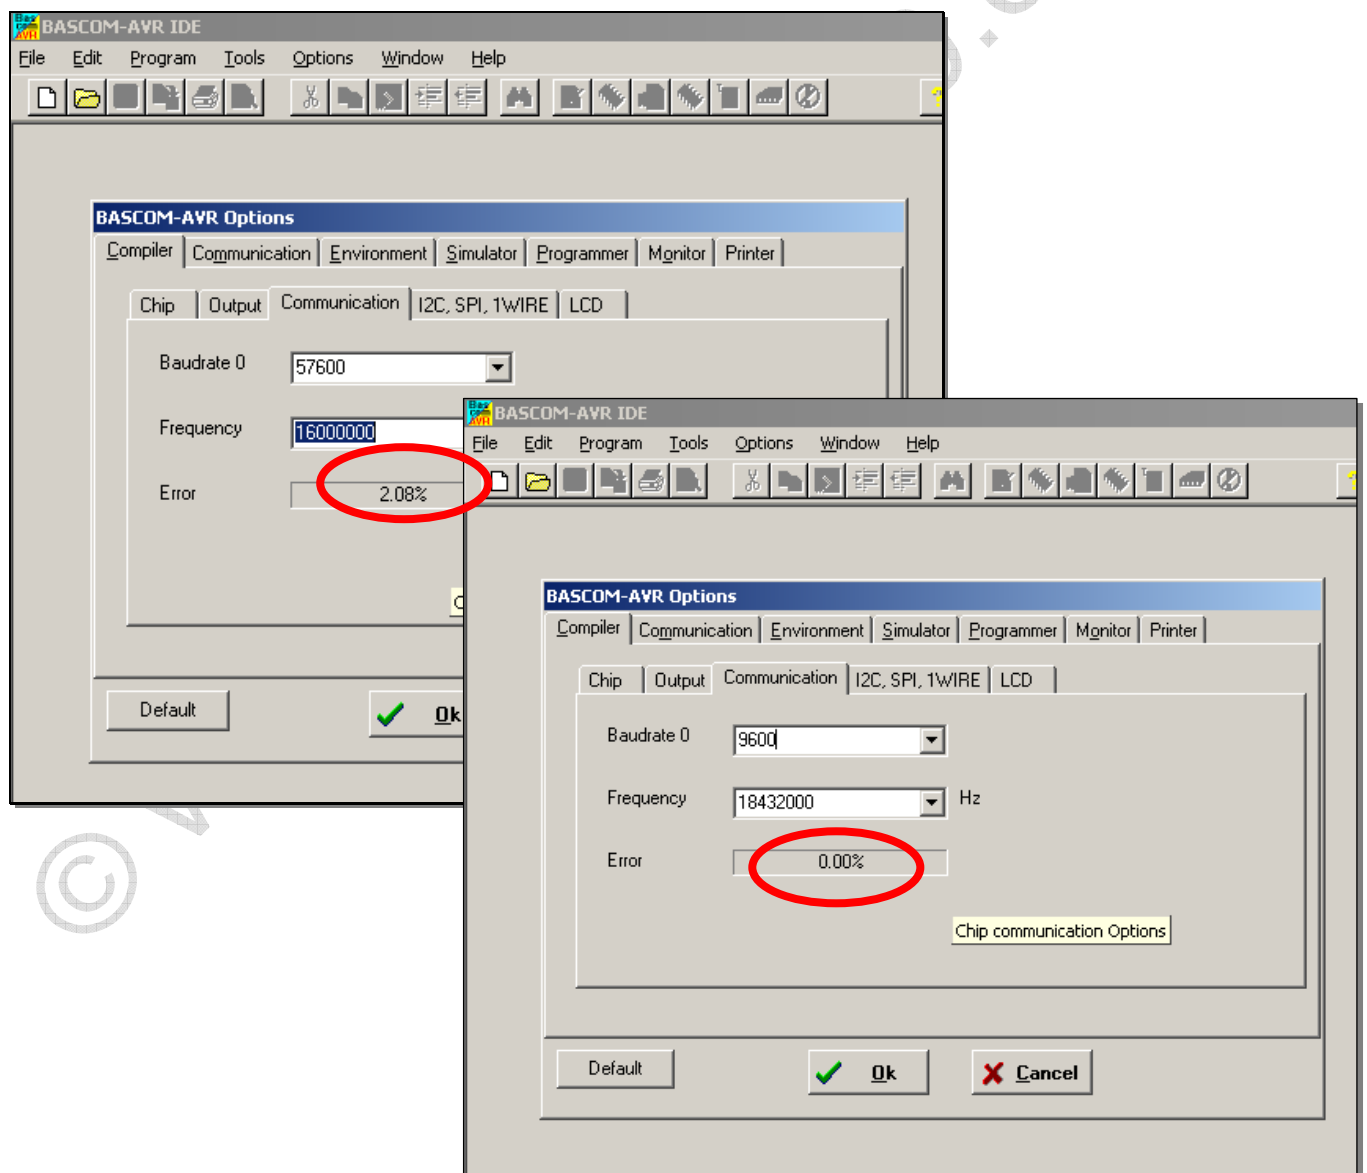 BASCOM-AVR IDE
File Edit Program Tools Options Window Help
BASCOM-AVR Options
Compiler Communication Environment Simulator Programmer Monitor Printer
Chip Output Communication I2C, SPI, 1WIRE LCD
Baudrate 0 57600
Frequency 16000000
Error 2.08%
Default Ok
BASCOM-AVR IDE
File Edit Program Tools Options Window Help
BASCOM-AVR Options
Compiler Communication Environment Simulator Programmer Monitor Printer
Chip Output Communication I2C, SPI, 1WIRE LCD
Baudrate 0 9600
Frequency 18432000 Hz
Error 0.00%
Chip communication Options
Default Ok Cancel
©